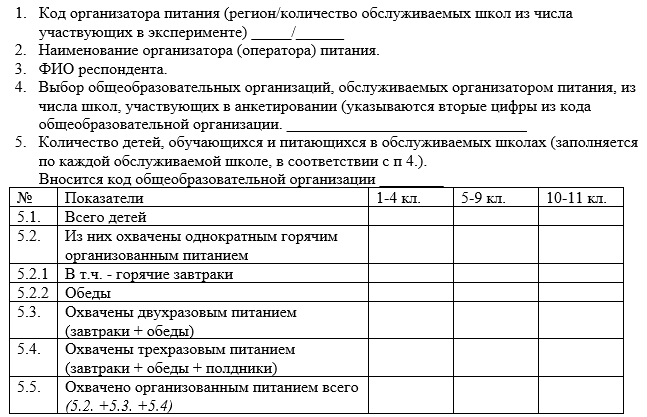 1. Код организатора питания (регион/количество обслуживаемых школ из числа
участвующих в эксперименте) _____/______
2. Наименование организатора (оператора) питания.
3. ФИО респондента.
4. Выбор общеобразовательных организаций, обслуживаемых организатором питания, из
числа школ, участвующих в анкетировании (указываются вторые цифры из кода
общеобразовательной организации. ______________________________
5. Количество детей, обучающихся и питающихся в обслуживаемых школах (заполняется
по каждой обслуживаемой школе, в соответствии с п 4.).
Вносится код общеобразовательной организации ________
№ Показатели 1-4 кл. 5-9 кл. 10-11 кл.
5.1. Всего детей
5.2. Из них охвачены однократным горячим
организованным питанием
5.2.1 В т.ч. - горячие завтраки
5.2.2 Обеды
5.3. Охвачены двухразовым питанием
(завтраки + обеды)
5.4. Охвачены трехразовым питанием
(завтраки + обеды + полдники)
5.5. Охвачено организованным питанием всего
(5.2. +5.3. +5.4)